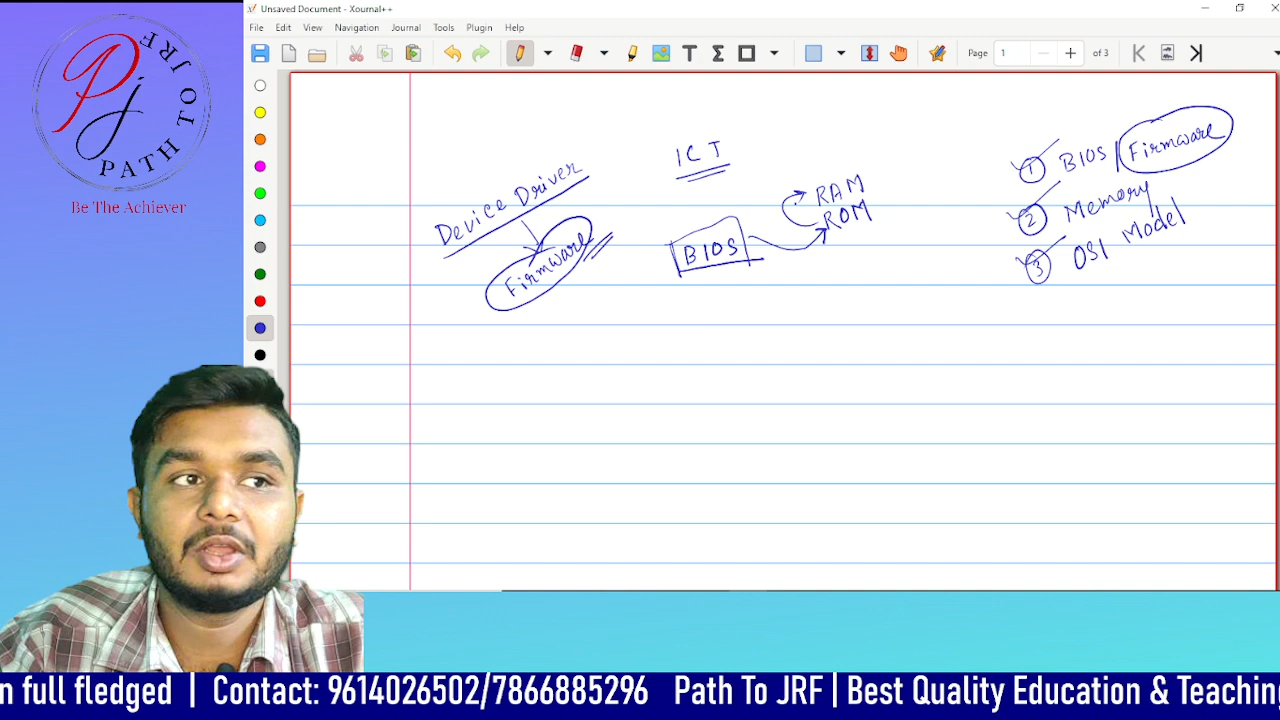 Unsaved Document - Xournal++
File Edit View Navigation Journal Tools Plugin Help
Page 1 of 3
PJ
PATH TO JRF
Be The Achiever
ICT
Device Driver
Firmware
BIOS
RAM
ROM
1 BIOS / Firmware
2 Memory
3 OSI Model
n full fledged | Contact: 9614026502/7866885296 Path To JRF | Best Quality Education & Teaching